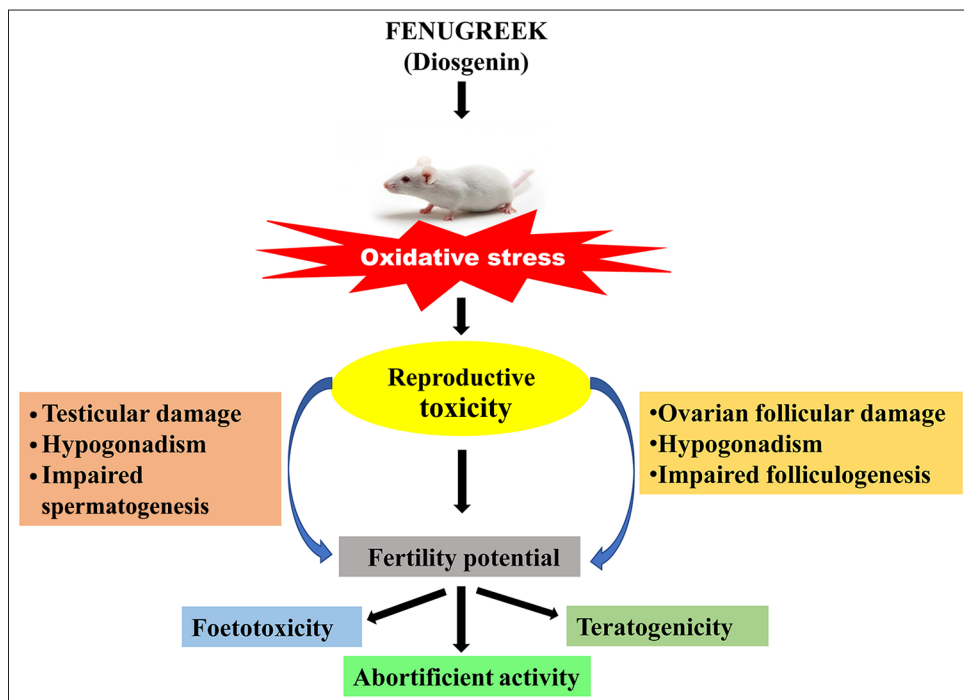 FENUGREEK
(Diosgenin)
Oxidative stress
Reproductive
toxicity
• Testicular damage
• Hypogonadism
• Impaired
spermatogenesis
•Ovarian follicular damage
•Hypogonadism
•Impaired folliculogenesis
Fertility potential
Foetotoxicity
Teratogenicity
Abortificient activity